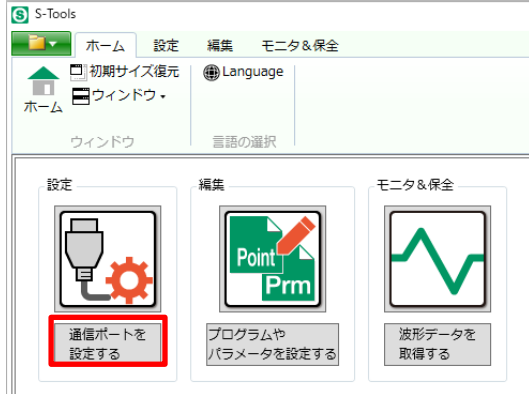 S S-Tools
ホーム 設定 編集 モニタ&保全
ホーム
初期サイズ復元
ウィンドウ
ウィンドウ
Language
言語の選択
設定
通信ポートを
設定する
編集
Point
Prm
プログラムや
パラメータを設定する
モニタ&保全
波形データを
取得する